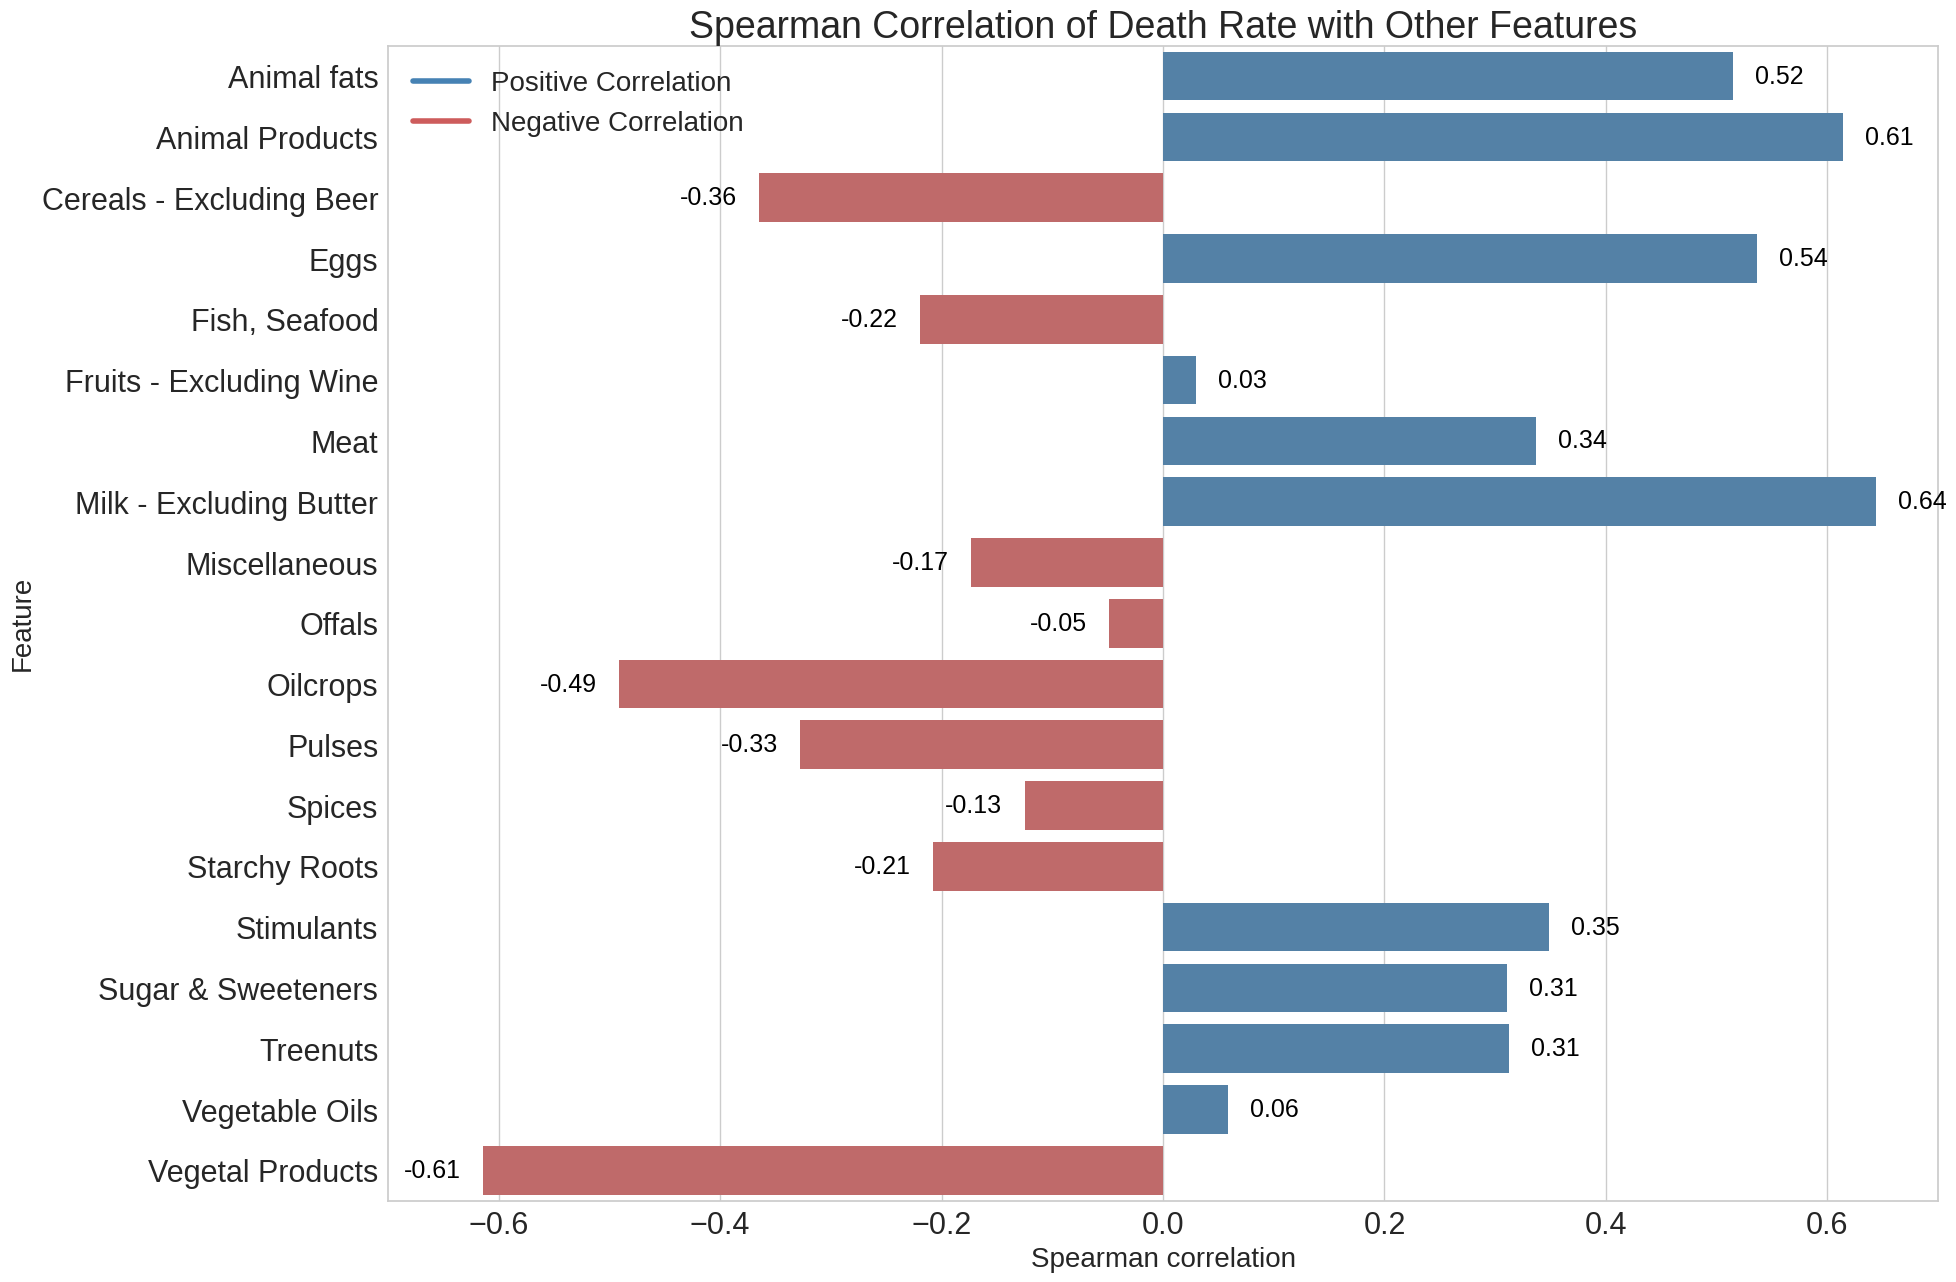 Spearman Correlation of Death Rate with Other Features
Positive Correlation
Negative Correlation
Animal fats 0.52
Animal Products 0.61
Cereals - Excluding Beer -0.36
Eggs 0.54
Fish, Seafood -0.22
Fruits - Excluding Wine 0.03
Meat 0.34
Milk - Excluding Butter 0.64
Miscellaneous -0.17
Offals -0.05
Oilcrops -0.49
Pulses -0.33
Spices -0.13
Starchy Roots -0.21
Stimulants 0.35
Sugar & Sweeteners 0.31
Treenuts 0.31
Vegetable Oils 0.06
Vegetal Products -0.61
Feature
−0.6 −0.4 −0.2 0.0 0.2 0.4 0.6
Spearman correlation